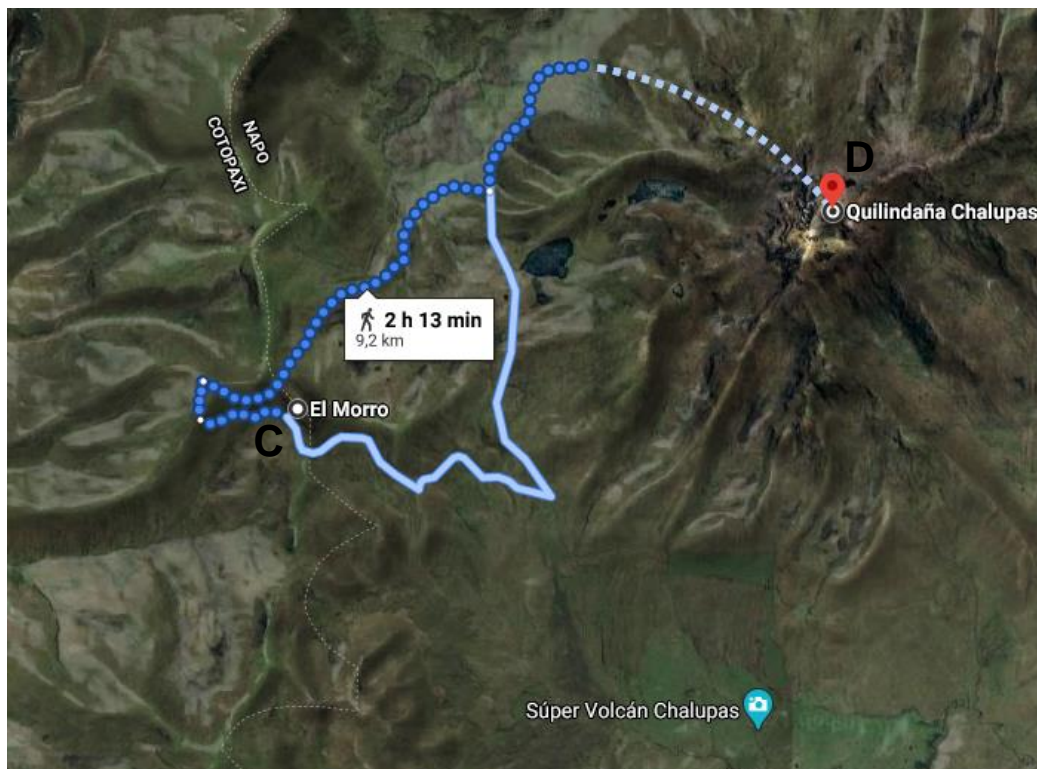 NAPO
COTOPAXI
D
Quilindaña Chalupas
2 h 13 min
9,2 km
El Morro
C
Súper Volcán Chalupas